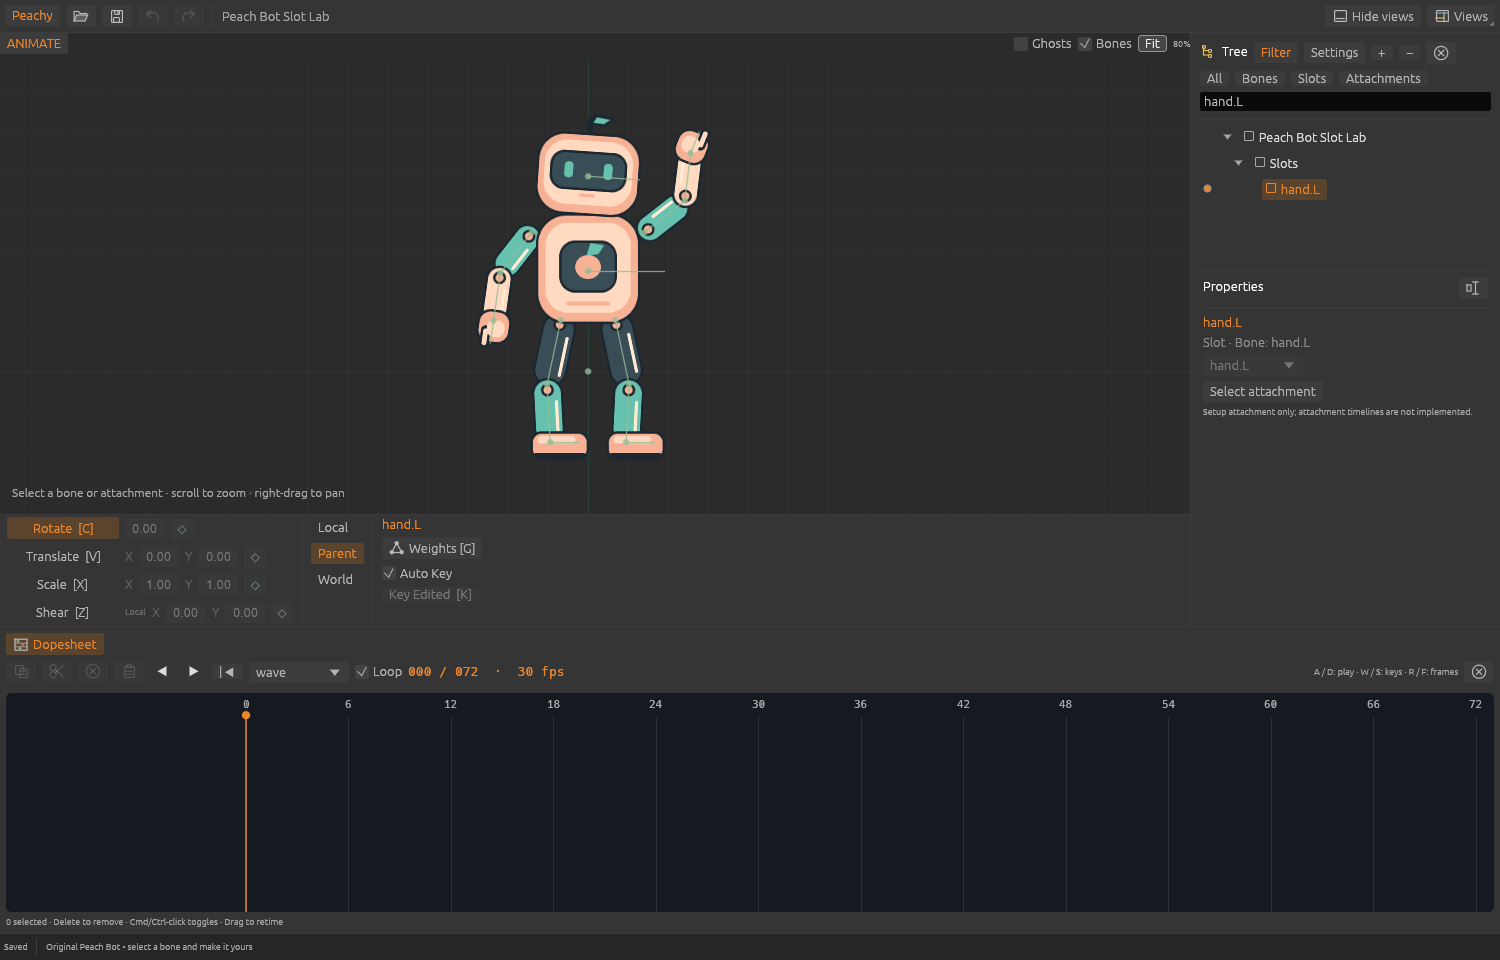 Peachy Peach Bot Slot Lab Hide views Views
ANIMATE Ghosts Bones Fit 80%
Tree Filter Settings + −
All Bones Slots Attachments
hand.L
Peach Bot Slot Lab
Slots
hand.L
Properties
hand.L
Slot · Bone: hand.L
hand.L
Select attachment
Setup attachment only; attachment timelines are not implemented.
Select a bone or attachment · scroll to zoom · right-drag to pan
Rotate [C] 0.00
Translate [V] X 0.00 Y 0.00
Scale [X] X 1.00 Y 1.00
Shear [Z] Local X 0.00 Y 0.00
Local
Parent
World
hand.L
Weights [G]
Auto Key
Key Edited [K]
Dopesheet
wave Loop 000 / 072 · 30 fps A / D: play · W / S: keys · R / F: frames
0 6 12 18 24 30 36 42 48 54 60 66 72
0 selected · Delete to remove · Cmd/Ctrl-click toggles · Drag to retime
Saved Original Peach Bot • select a bone and make it yours